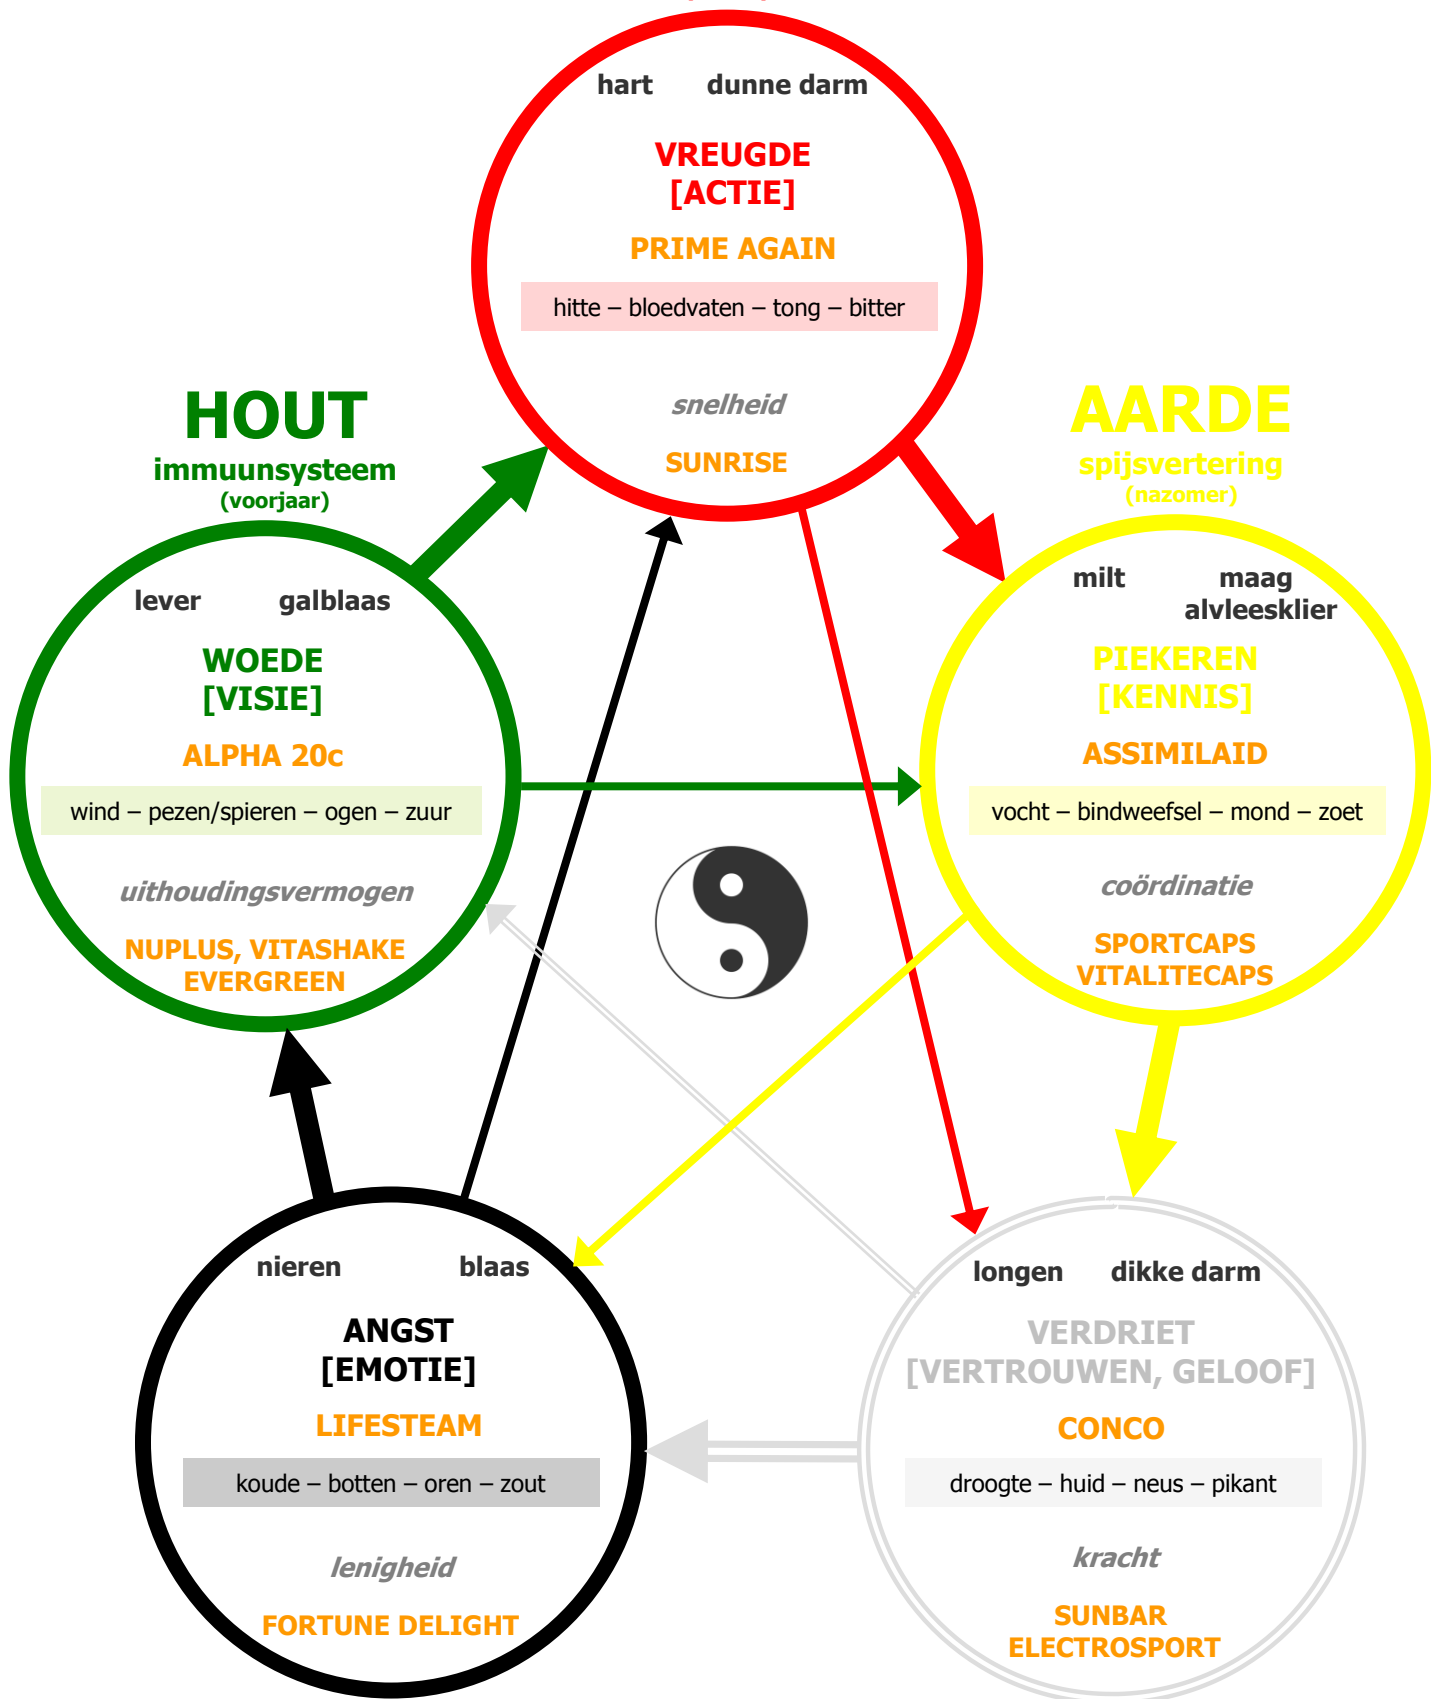 hart dunne darm
VREUGDE
[ACTIE]
PRIME AGAIN
hitte – bloedvaten – tong – bitter
snelheid
SUNRISE
HOUT
immuunsysteem
(voorjaar)
lever galblaas
WOEDE
[VISIE]
ALPHA 20c
wind – pezen/spieren – ogen – zuur
uithoudingsvermogen
NUPLUS, VITASHAKE
EVERGREEN
AARDE
spijsvertering
(nazomer)
milt maag
alvleesklier
PIEKEREN
[KENNIS]
ASSIMILAID
vocht – bindweefsel – mond – zoet
coördinatie
SPORTCAPS
VITALITECAPS
nieren blaas
ANGST
[EMOTIE]
LIFESTEAM
koude – botten – oren – zout
lenigheid
FORTUNE DELIGHT
longen dikke darm
VERDRIET
[VERTROUWEN, GELOOF]
CONCO
droogte – huid – neus – pikant
kracht
SUNBAR
ELECTROSPORT